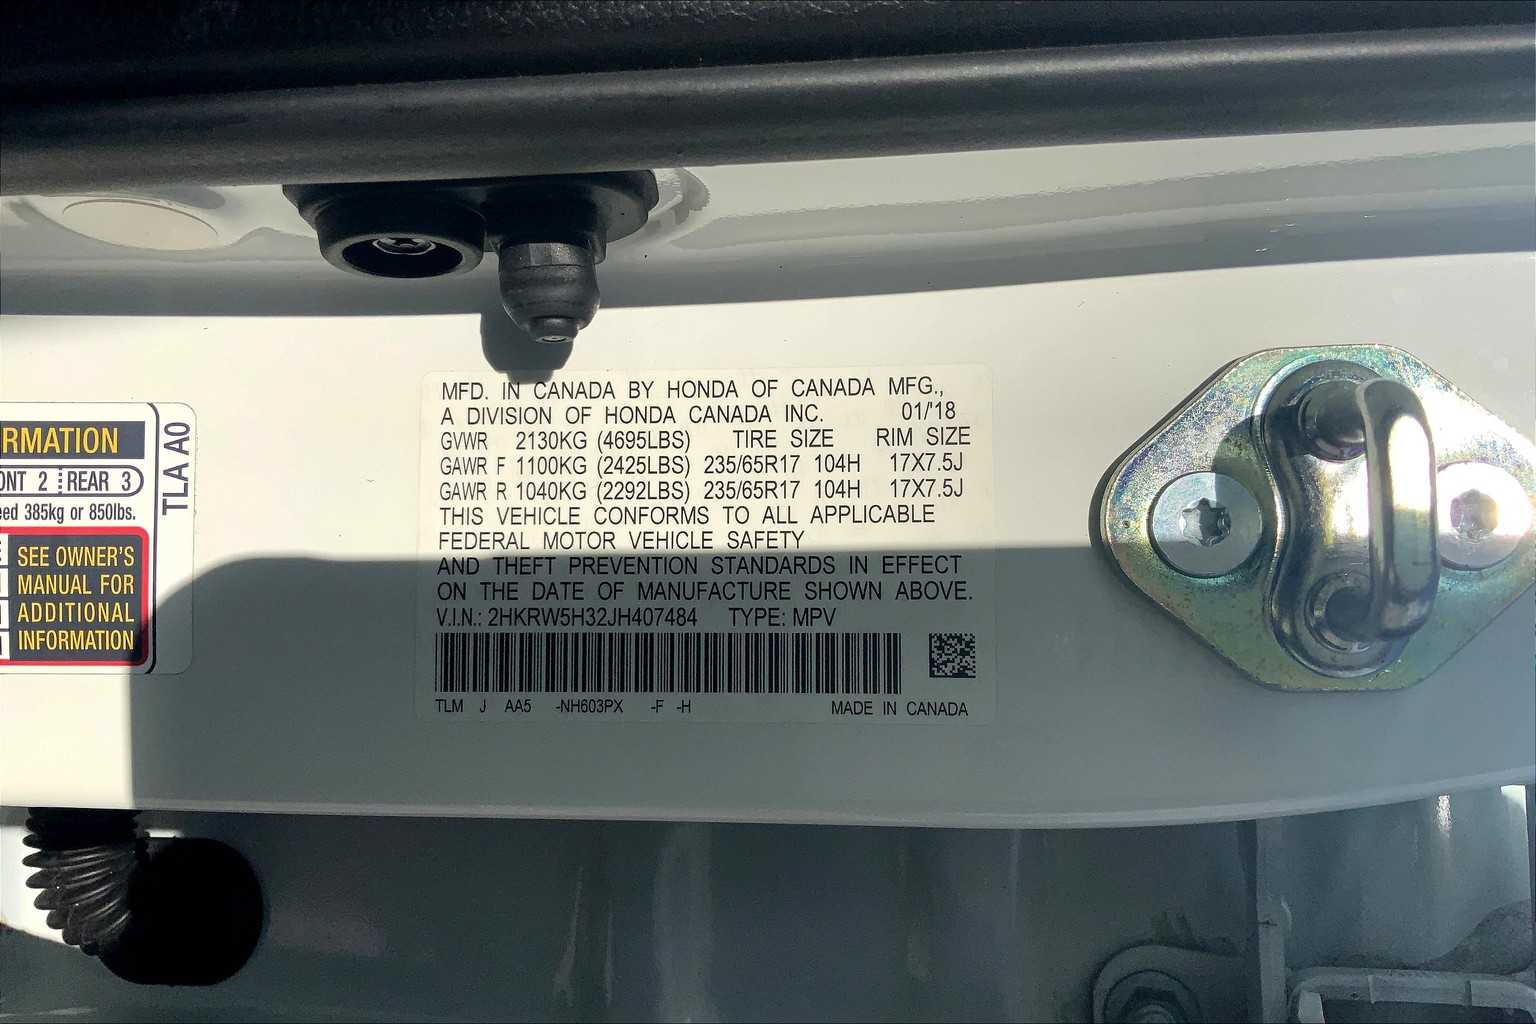 RMATION
ONT 2 REAR 3
eed 385kg or 850lbs.
SEE OWNER'S
MANUAL FOR
ADDITIONAL
INFORMATION
TLA A0
MFD. IN CANADA BY HONDA OF CANADA MFG.,
A DIVISION OF HONDA CANADA INC. 01/'18
GVWR 2130KG (4695LBS) TIRE SIZE RIM SIZE
GAWR F 1100KG (2425LBS) 235/65R17 104H 17X7.5J
GAWR R 1040KG (2292LBS) 235/65R17 104H 17X7.5J
THIS VEHICLE CONFORMS TO ALL APPLICABLE
FEDERAL MOTOR VEHICLE SAFETY
AND THEFT PREVENTION STANDARDS IN EFFECT
ON THE DATE OF MANUFACTURE SHOWN ABOVE.
V.I.N.: 2HKRW5H32JH407484 TYPE: MPV
TLM J AA5 -NH603PX -F -H MADE IN CANADA